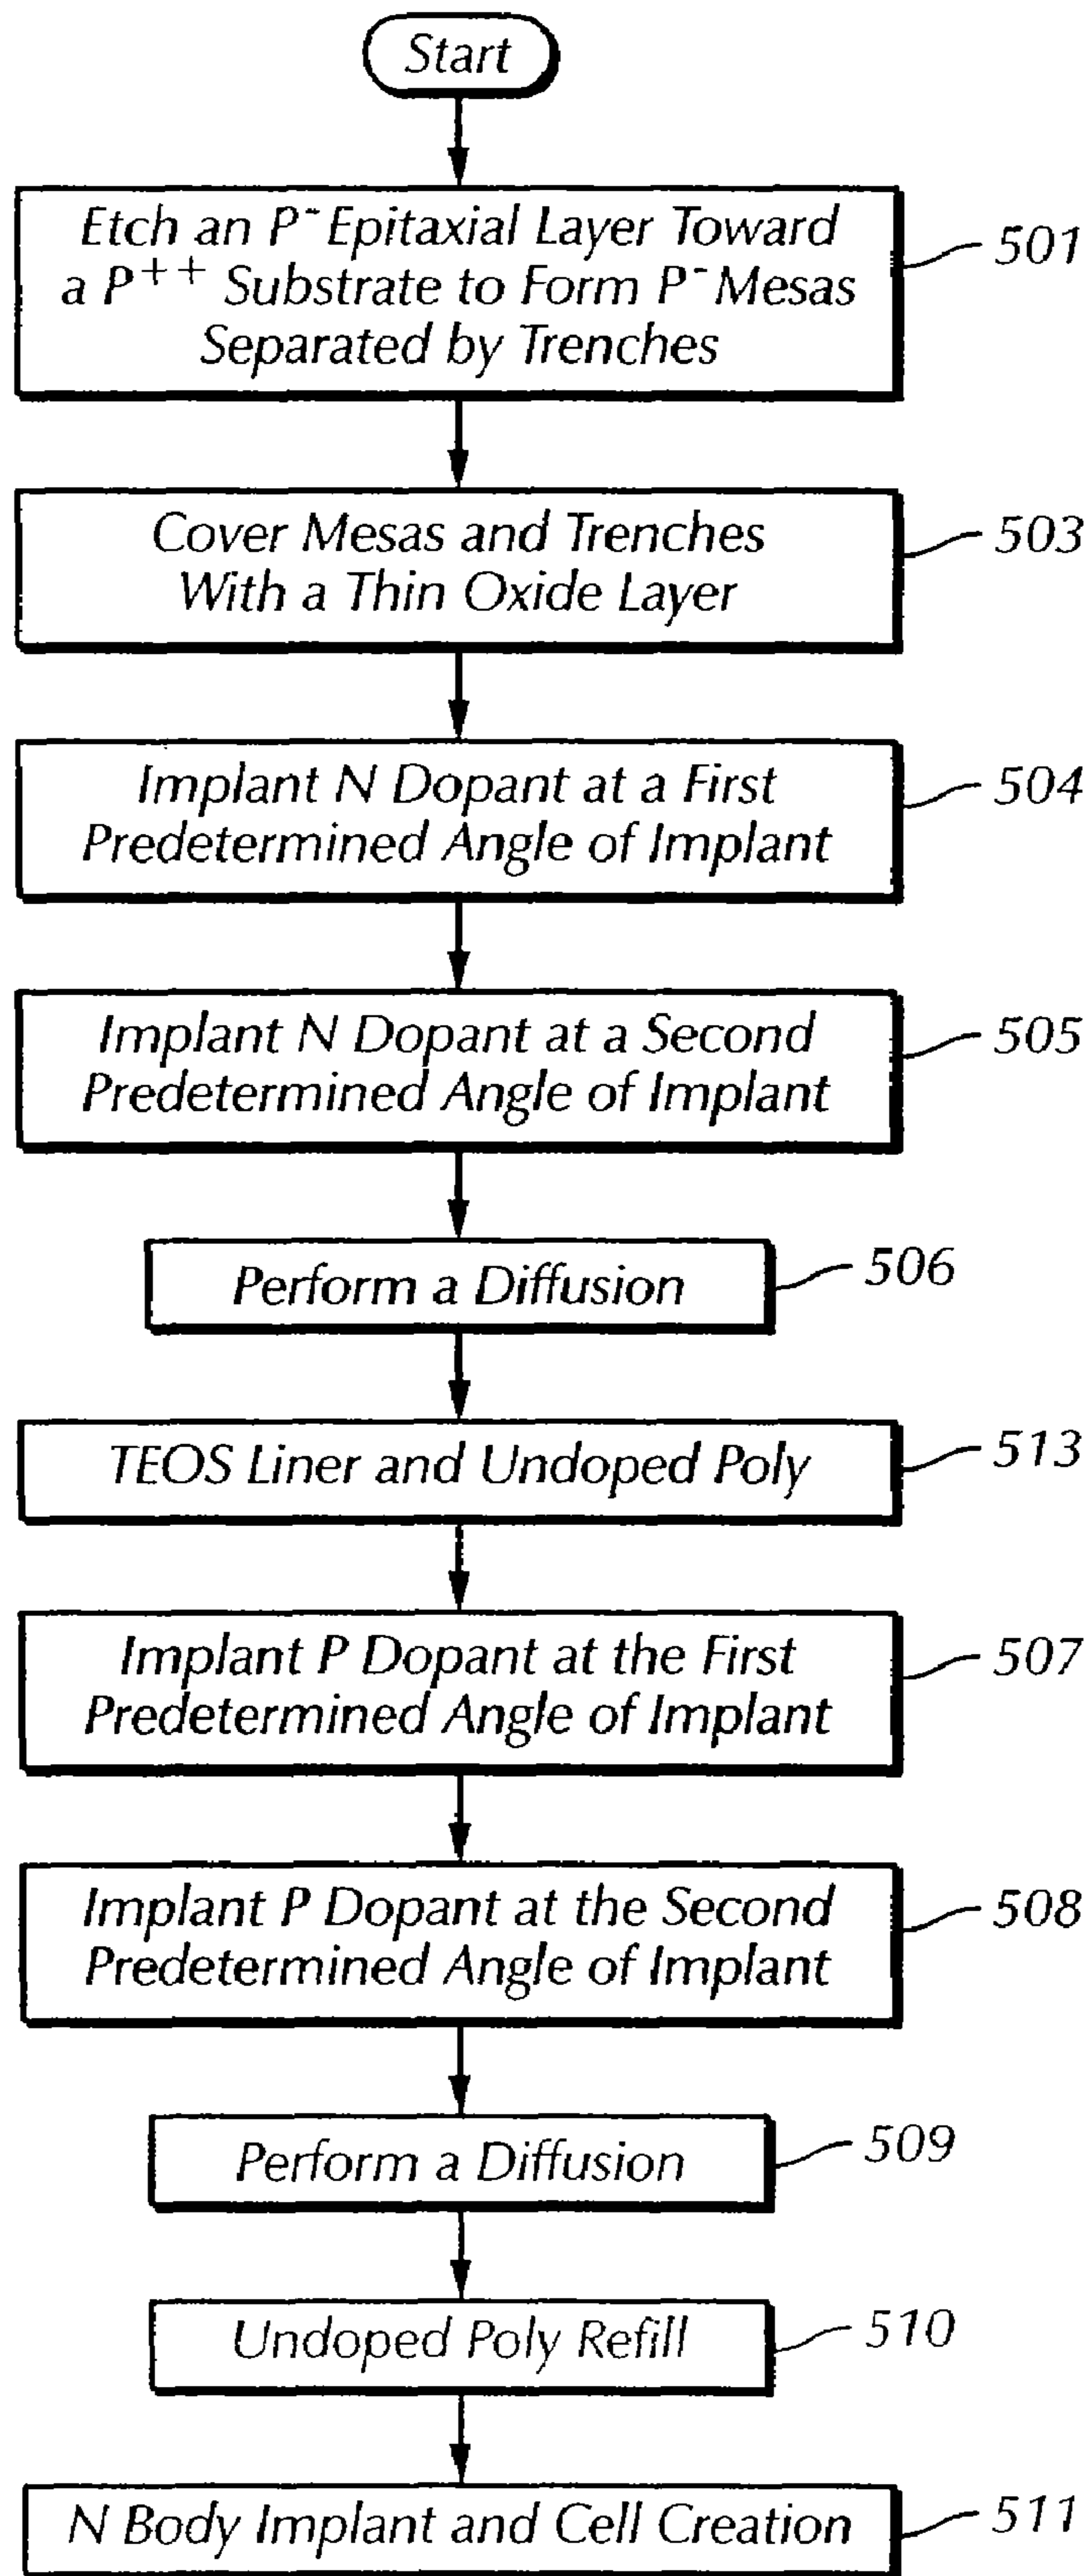 Start
Etch an P⁻ Epitaxial Layer Toward
a P⁺⁺ Substrate to Form P⁻ Mesas
Separated by Trenches
501
Cover Mesas and Trenches
With a Thin Oxide Layer
503
Implant N Dopant at a First
Predetermined Angle of Implant
504
Implant N Dopant at a Second
Predetermined Angle of Implant
505
Perform a Diffusion
506
TEOS Liner and Undoped Poly
513
Implant P Dopant at the First
Predetermined Angle of Implant
507
Implant P Dopant at the Second
Predetermined Angle of Implant
508
Perform a Diffusion
509
Undoped Poly Refill
510
N Body Implant and Cell Creation
511